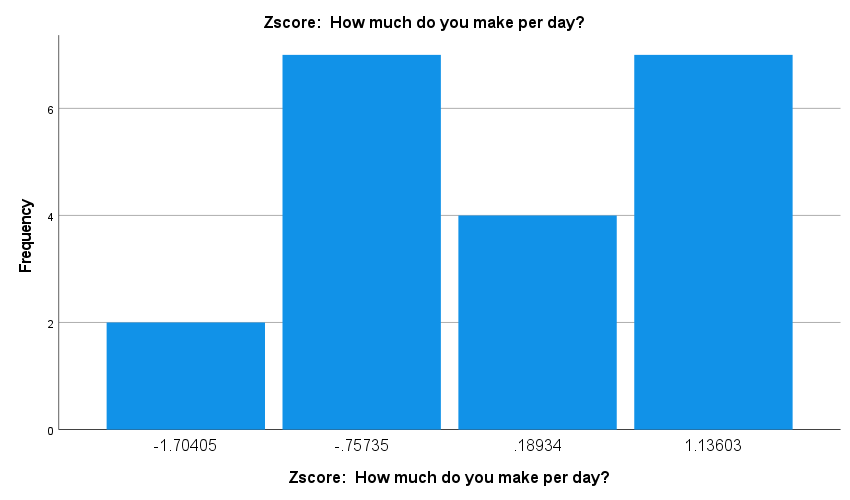 Zscore:  How much do you make per day?
6
4
2
0
Frequency
-1.70405
-.75735
.18934
1.13603
Zscore:  How much do you make per day?